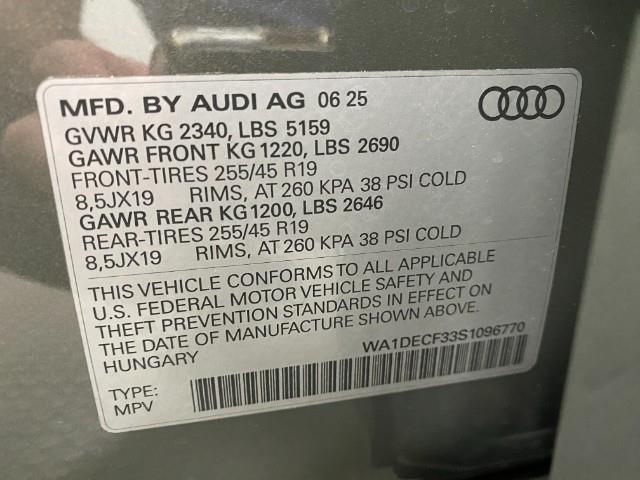 MFD. BY AUDI AG 06 25
GVWR KG 2340, LBS 5159
GAWR FRONT KG 1220, LBS 2690
FRONT-TIRES 255/45 R19
8,5JX19 RIMS, AT 260 KPA 38 PSI COLD
GAWR REAR KG 1200, LBS 2646
REAR-TIRES 255/45 R19
8,5JX19 RIMS, AT 260 KPA 38 PSI COLD
THIS VEHICLE CONFORMS TO ALL APPLICABLE
U.S. FEDERAL MOTOR VEHICLE SAFETY AND
THEFT PREVENTION STANDARDS IN EFFECT ON
THE DATE OF MANUFACTURE SHOWN ABOVE.
HUNGARY
WA1DECF33S1096770
TYPE:
MPV